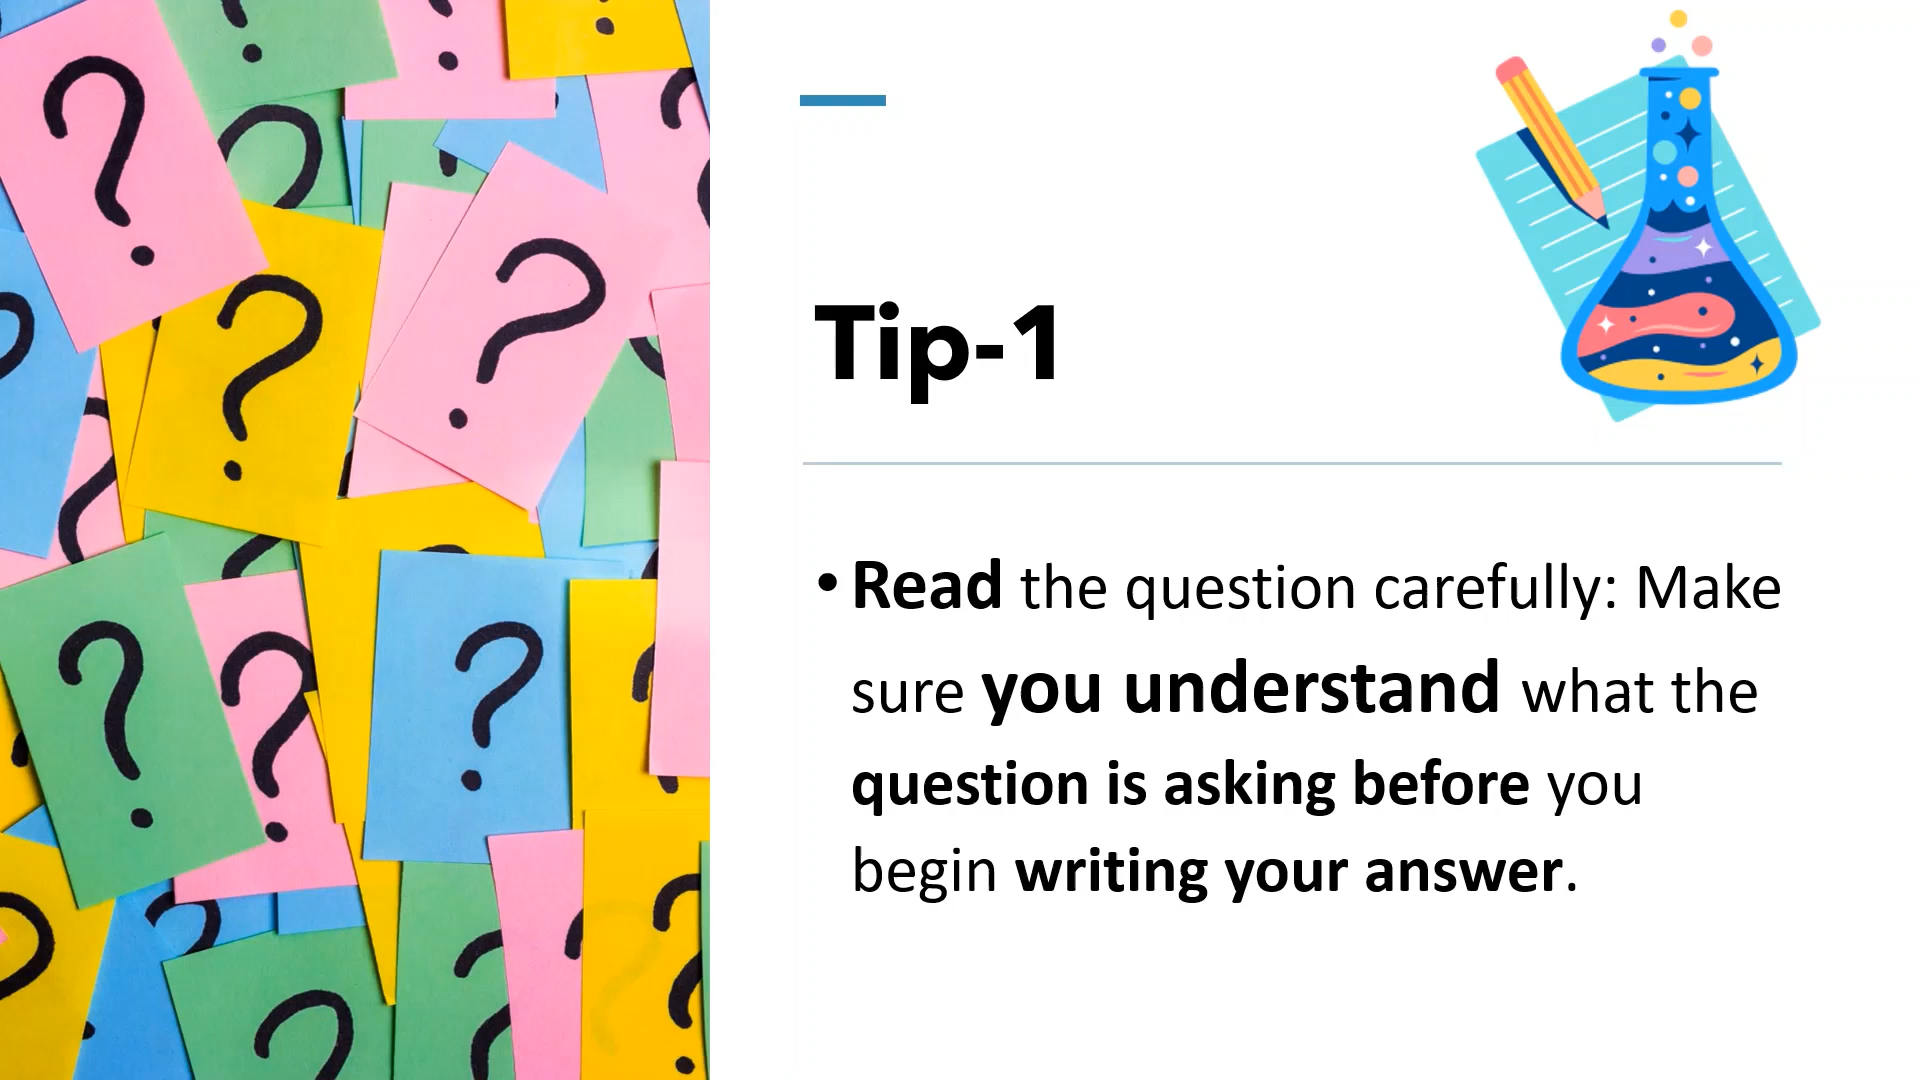 Tip-1
• Read the question carefully: Make
sure you understand what the
question is asking before you
begin writing your answer.